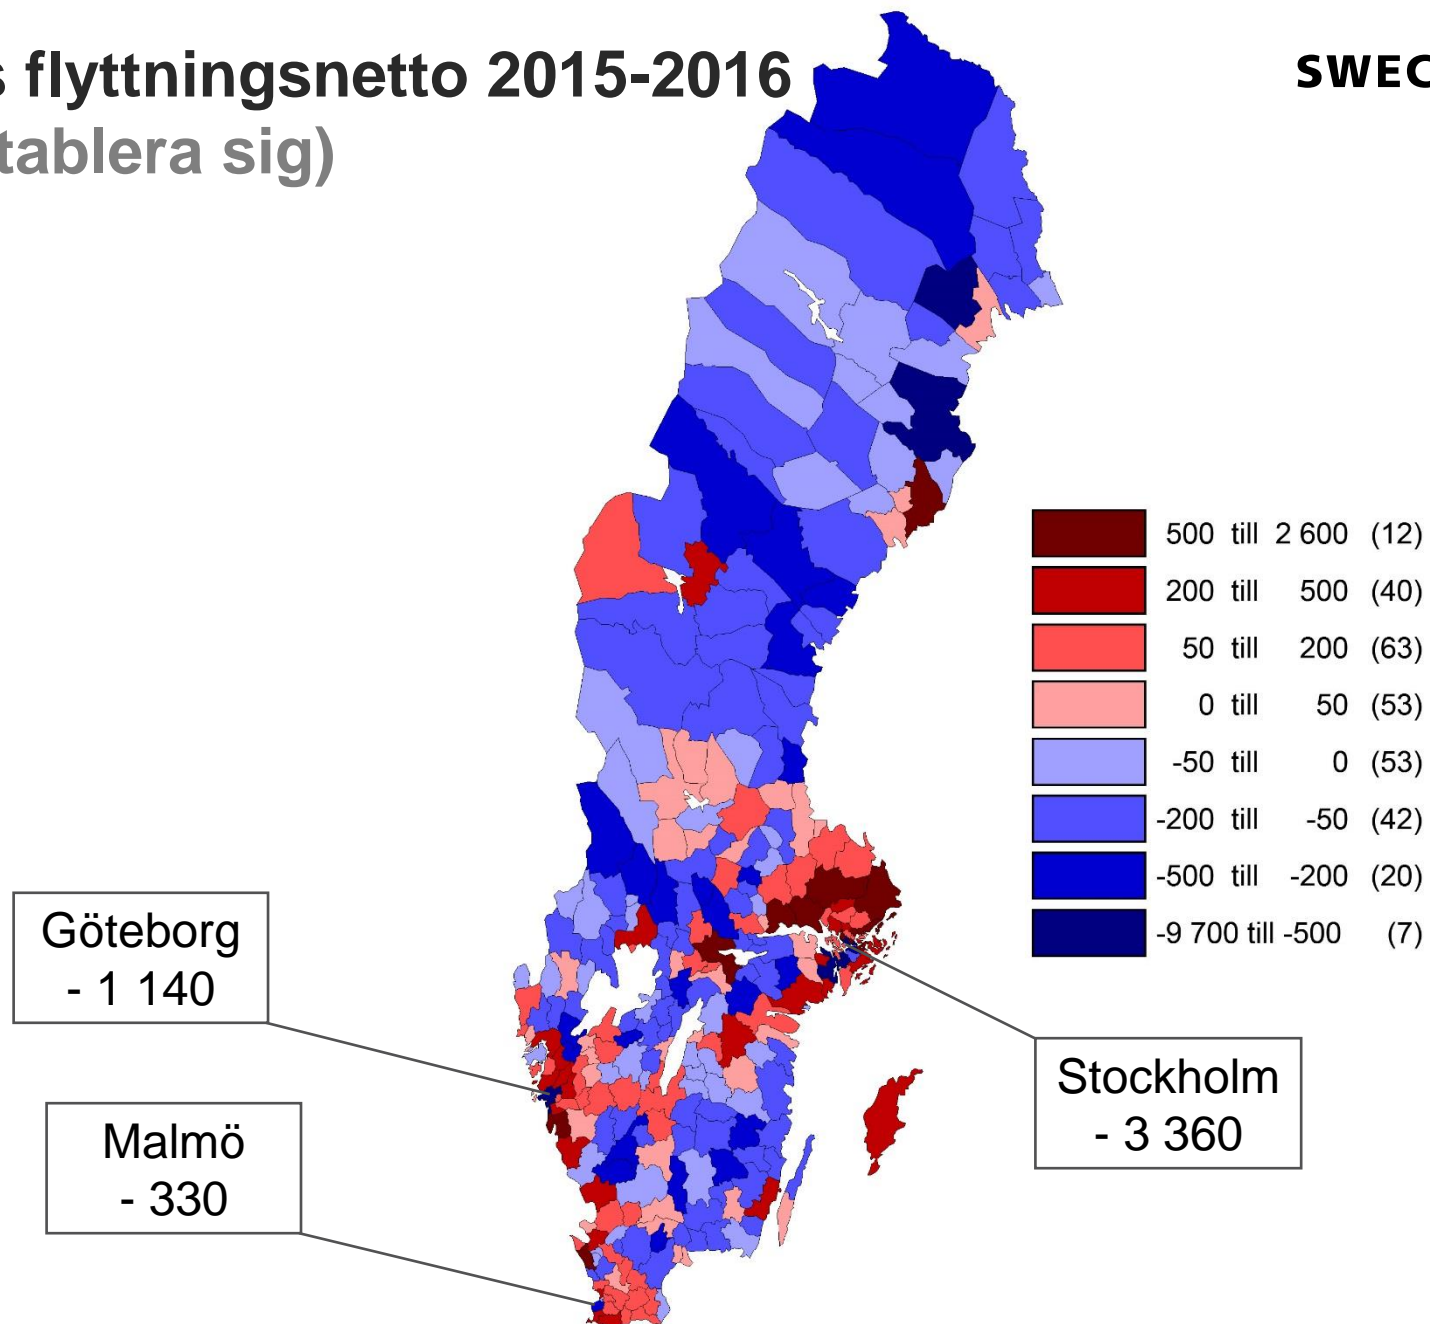 s flyttningsnetto 2015-2016
tablera sig)
SWEC
500 till 2 600 (12)
200 till 500 (40)
50 till 200 (63)
0 till 50 (53)
-50 till 0 (53)
-200 till -50 (42)
-500 till -200 (20)
-9 700 till -500 (7)
Göteborg
- 1 140
Malmö
- 330
Stockholm
- 3 360